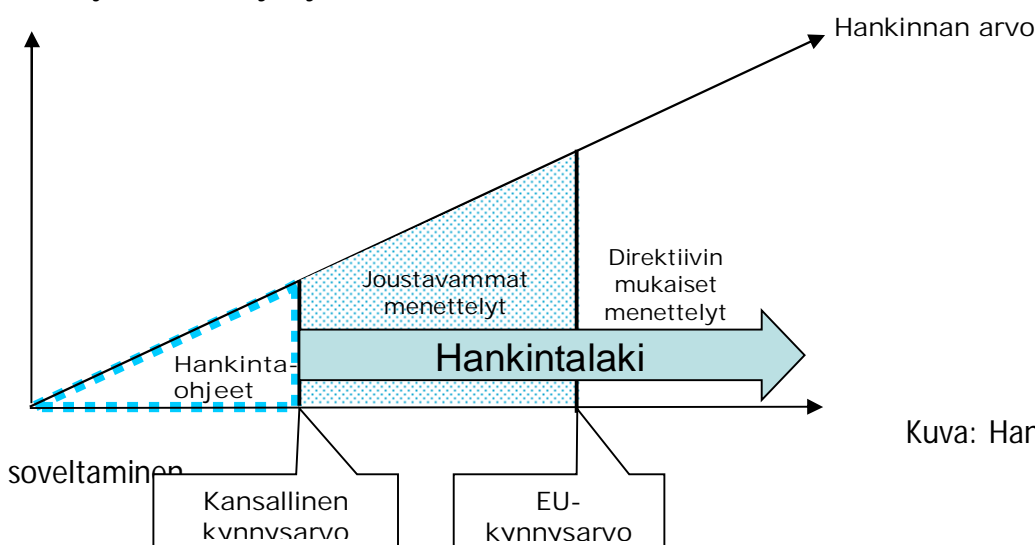 Hankinnan arvo
Joustavammat
menettelyt
Direktiivin
mukaiset
menettelyt
Hankinta-
ohjeet
Hankintalaki
Kuva: Han
soveltaminen
Kansallinen
kynnysarvo
EU-
kynnysarvo